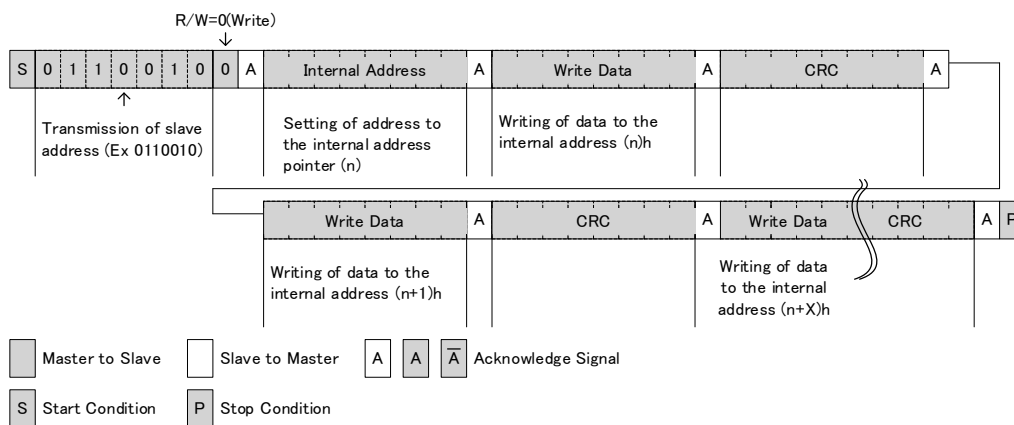 R/W=0(Write)
S 0 1 1 0 0 1 0 0 A Internal Address A Write Data A CRC A
Transmission of slave
address (Ex 0110010)
Setting of address to
the internal address
pointer (n)
Writing of data to the
internal address (n)h
Write Data A CRC A Write Data CRC A P
Writing of data to the
internal address (n+1)h
Writing of data
to the internal
address (n+X)h
Master to Slave Slave to Master A A A̅ Acknowledge Signal
S Start Condition P Stop Condition